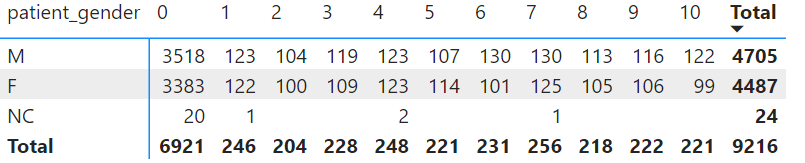 patient_gender 0 1 2 3 4 5 6 7 8 9 10 Total
M 3518 123 104 119 123 107 130 130 113 116 122 4705
F 3383 122 100 109 123 114 101 125 105 106 99 4487
NC 20 1 2 1 24
Total 6921 246 204 228 248 221 231 256 218 222 221 9216